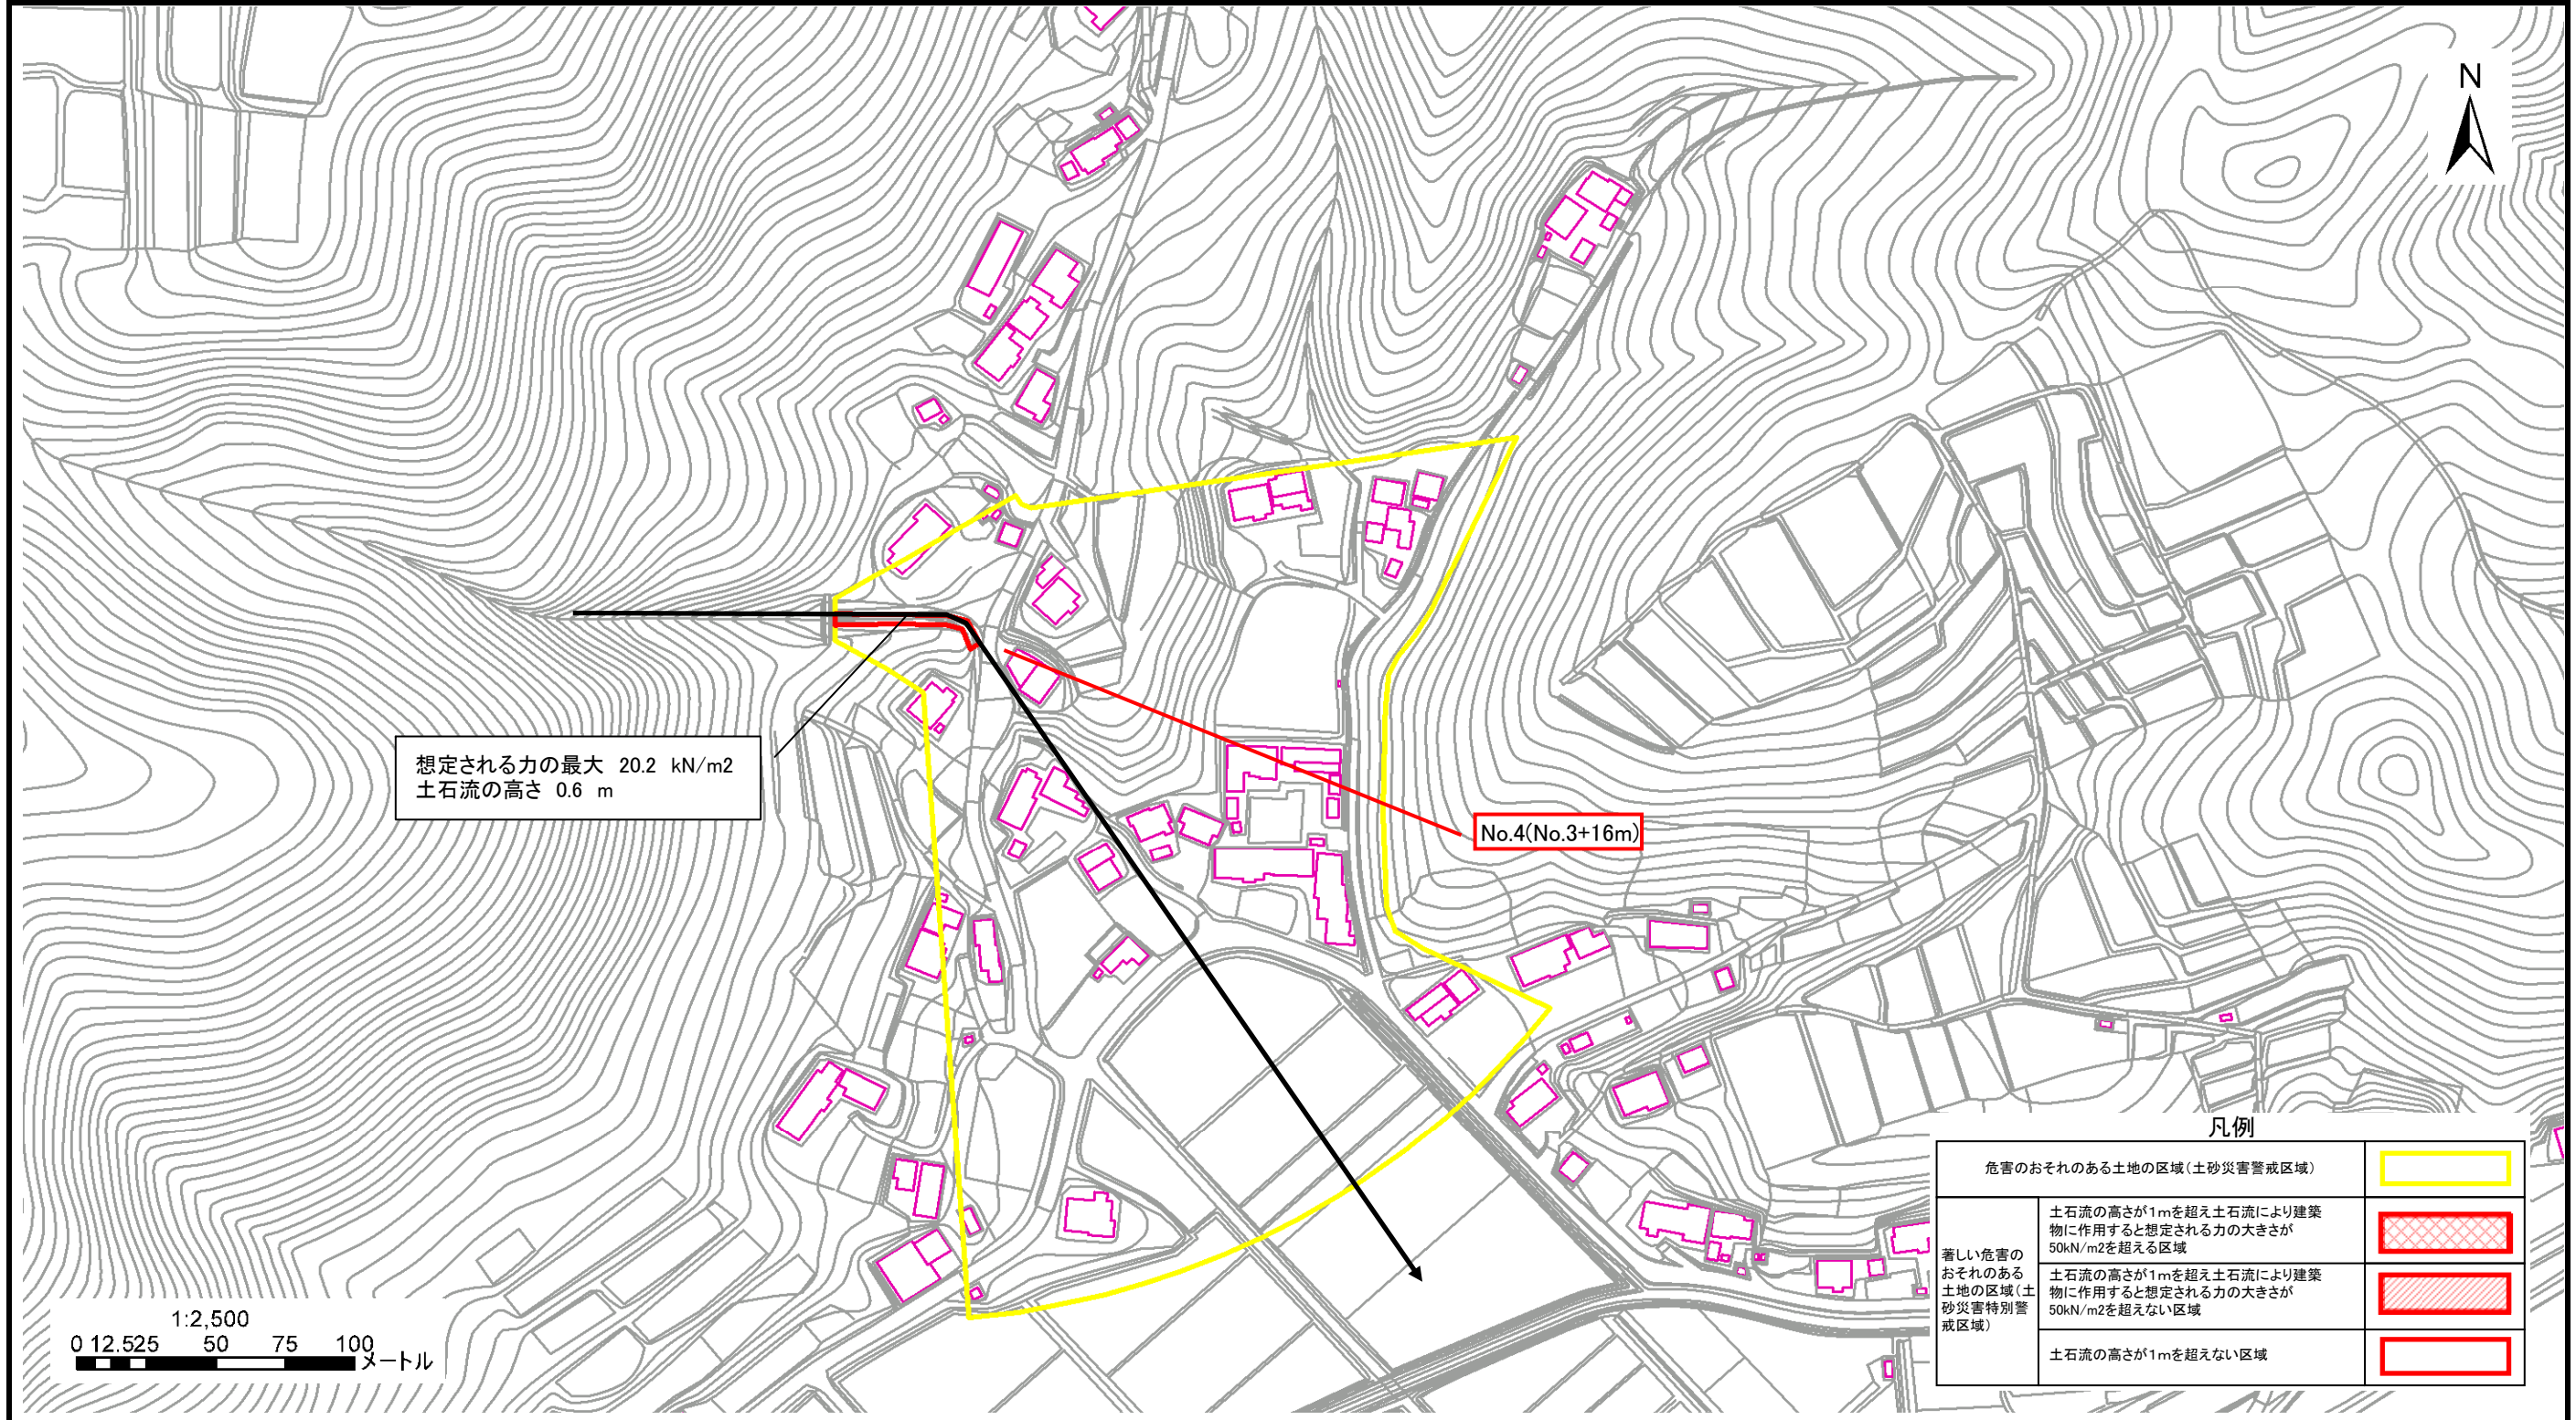 N
想定される力の最大 20.2 kN/m2
土石流の高さ 0.6 m
No.4(No.3+16m)
凡例
危害のおそれのある土地の区域(土砂災害警戒区域)
著しい危害の
おそれのある
土地の区域(土
砂災害特別警
戒区域)
土石流の高さが1mを超え土石流により建築
物に作用すると想定される力の大きさが
50kN/m2を超える区域
土石流の高さが1mを超え土石流により建築
物に作用すると想定される力の大きさが
50kN/m2を超えない区域
土石流の高さが1mを超えない区域
1:2,500
0 12.525 50 75 100
メートル